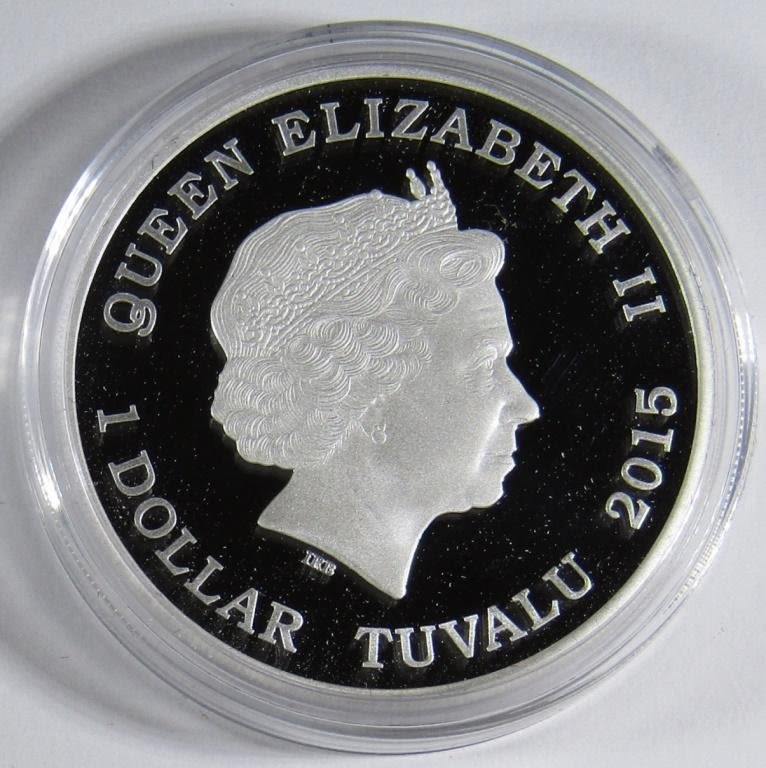 QUEEN ELIZABETH II
1 DOLLAR TUVALU 2015
IRB